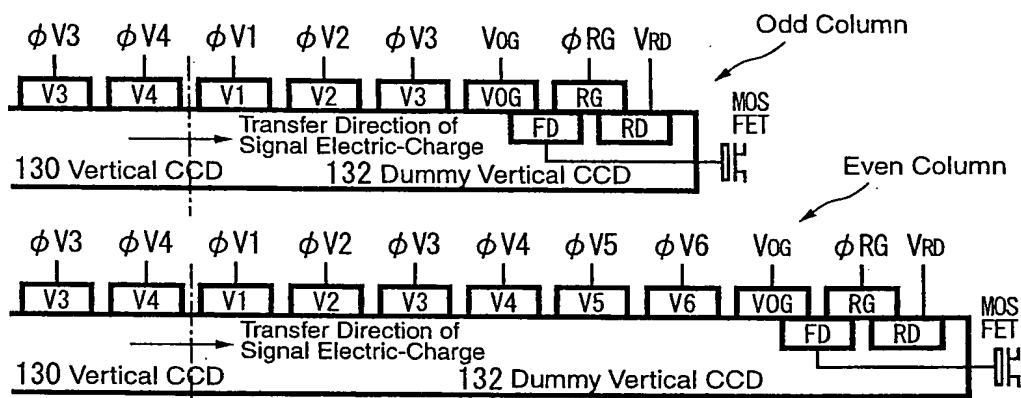 Odd Column
ϕV3 ϕV4 ϕV1 ϕV2 ϕV3 VOG ϕRG VRD
V3 V4 V1 V2 V3 VOG RG
MOS
FET
FD RD
Transfer Direction of
Signal Electric-Charge
130 Vertical CCD 132 Dummy Vertical CCD
Even Column
ϕV3 ϕV4 ϕV1 ϕV2 ϕV3 ϕV4 ϕV5 ϕV6 VOG ϕRG VRD
V3 V4 V1 V2 V3 V4 V5 V6 VOG RG
MOS
FET
FD RD
Transfer Direction of
Signal Electric-Charge
130 Vertical CCD 132 Dummy Vertical CCD